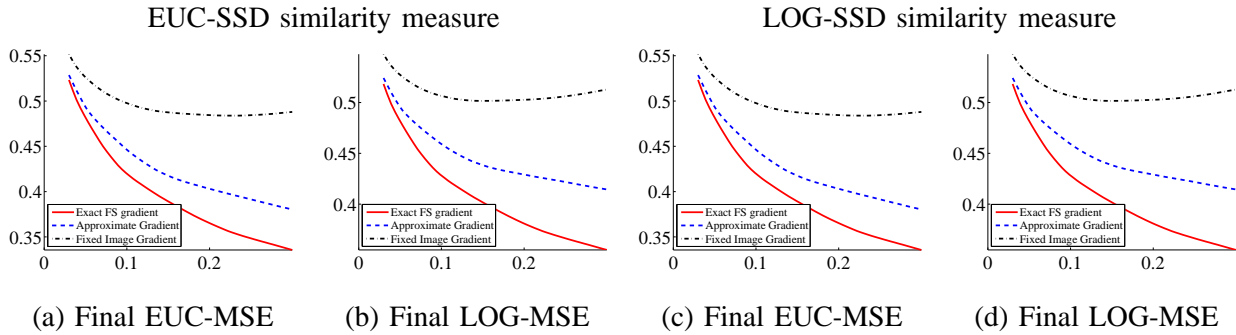 EUC-SSD similarity measure
LOG-SSD similarity measure
0.55
0.5
0.45
0.4
0.35
0
0.1
0.2
Exact FS gradient
Approximate Gradient
Fixed Image Gradient
0.5
0.45
0.4
0
0.1
0.2
Exact FS gradient
Approximate Gradient
Fixed Image Gradient
0.55
0.5
0.45
0.4
0.35
0
0.1
0.2
Exact FS gradient
Approximate Gradient
Fixed Image Gradient
0.5
0.45
0.4
0
0.1
0.2
Exact FS gradient
Approximate Gradient
Fixed Image Gradient
(a) Final EUC-MSE
(b) Final LOG-MSE
(c) Final EUC-MSE
(d) Final LOG-MSE